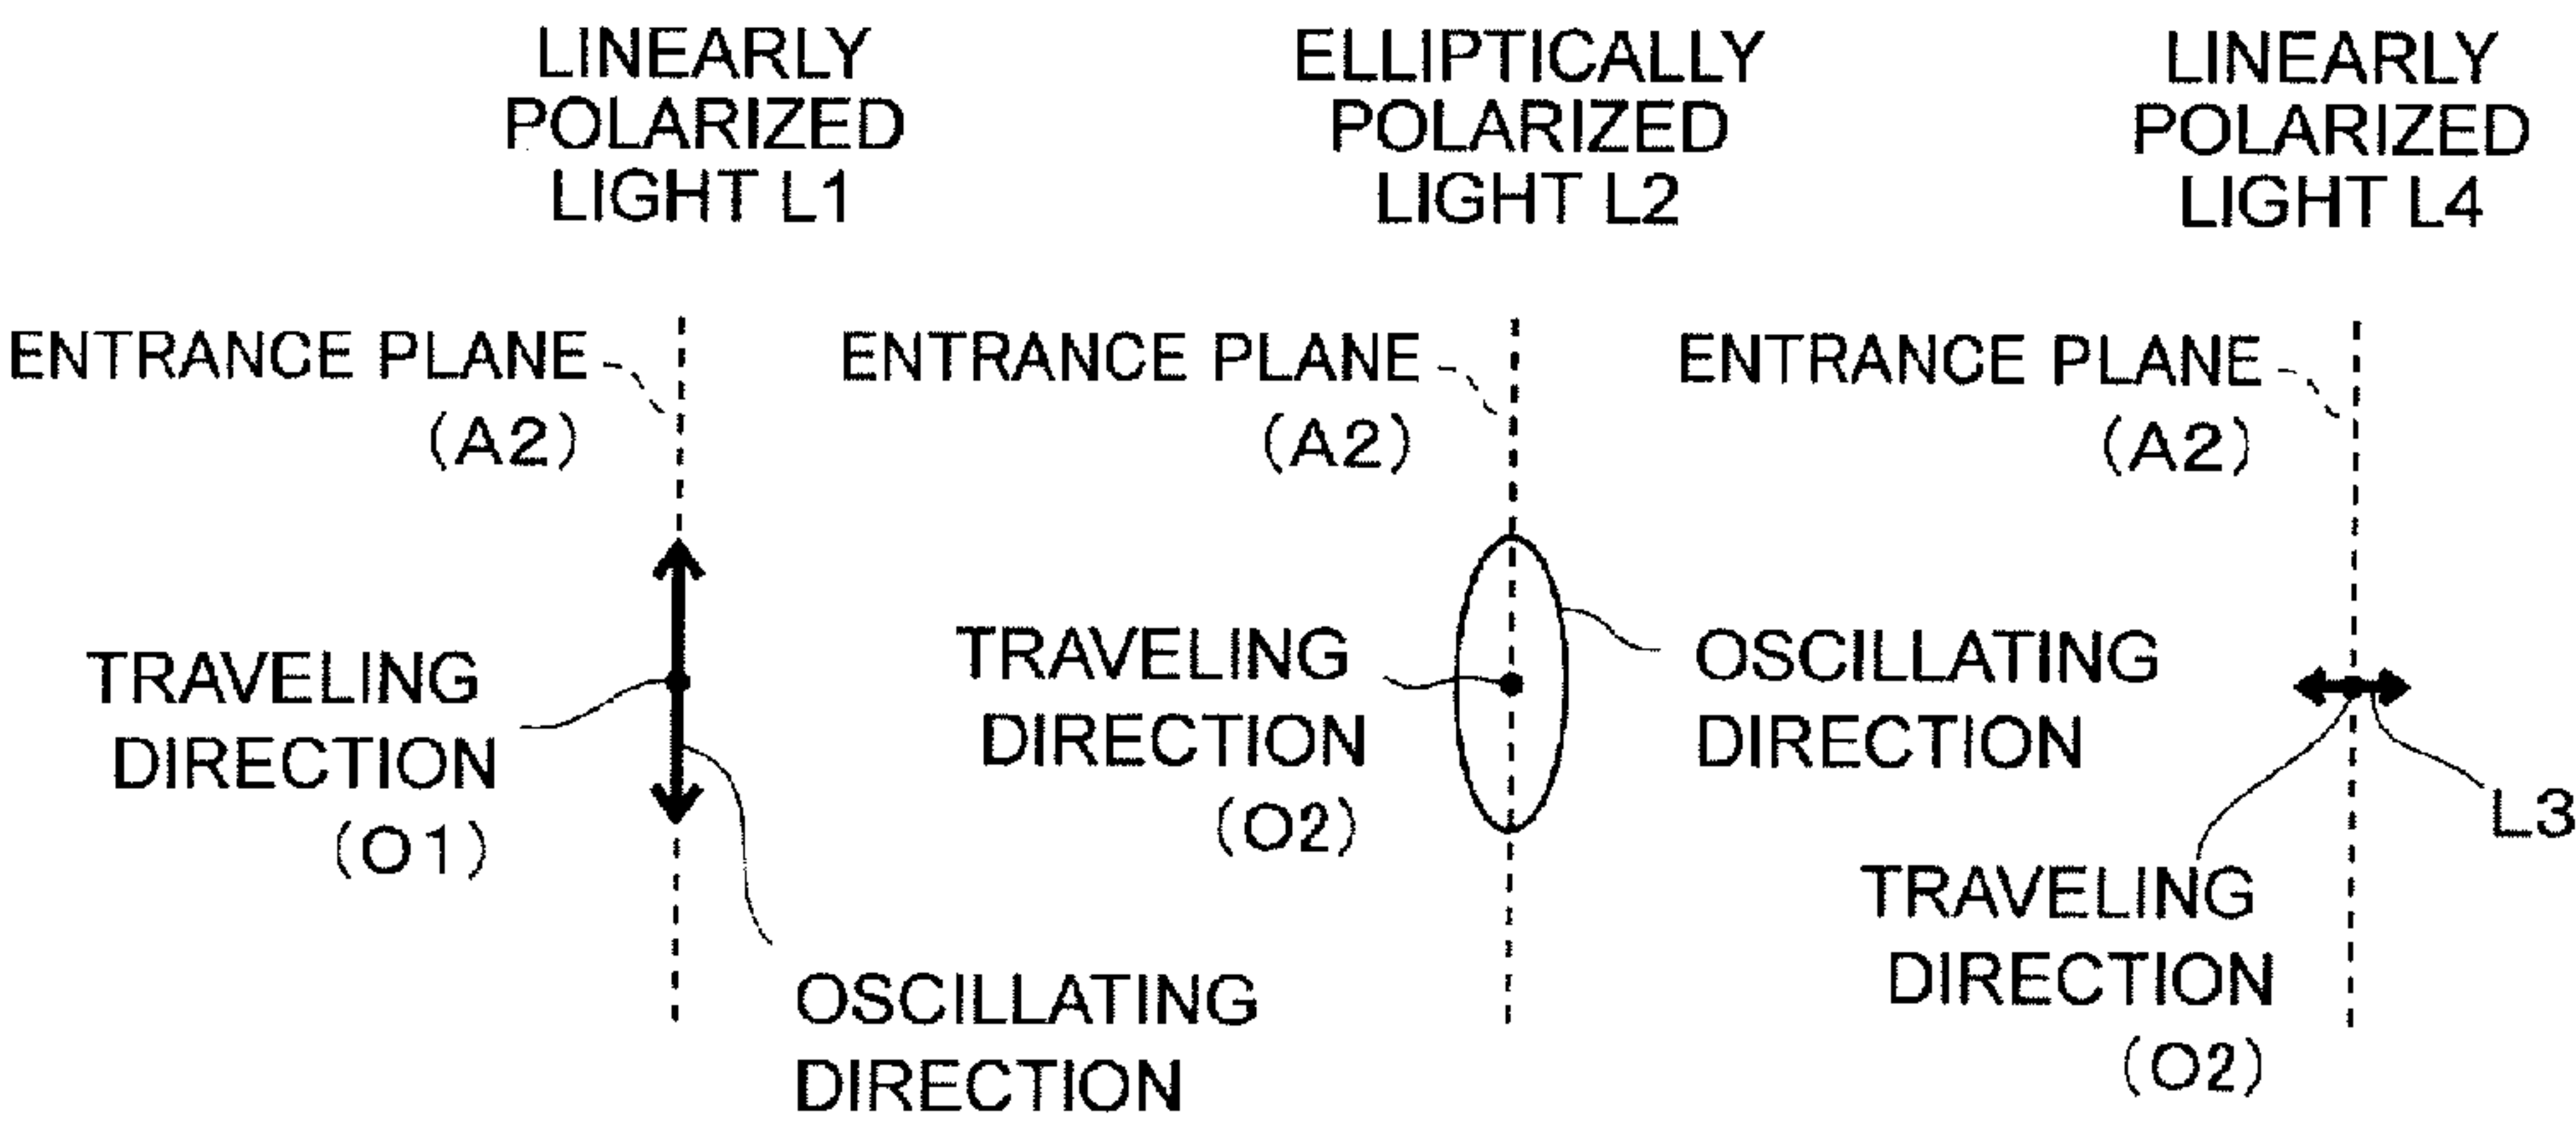 LINEARLY
POLARIZED
LIGHT L1
ENTRANCE PLANE
(A2)
TRAVELING
DIRECTION
(O1)
OSCILLATING
DIRECTION
ELLIPTICALLY
POLARIZED
LIGHT L2
ENTRANCE PLANE
(A2)
TRAVELING
DIRECTION
(O2)
OSCILLATING
DIRECTION
LINEARLY
POLARIZED
LIGHT L4
ENTRANCE PLANE
(A2)
L3
TRAVELING
DIRECTION
(O2)